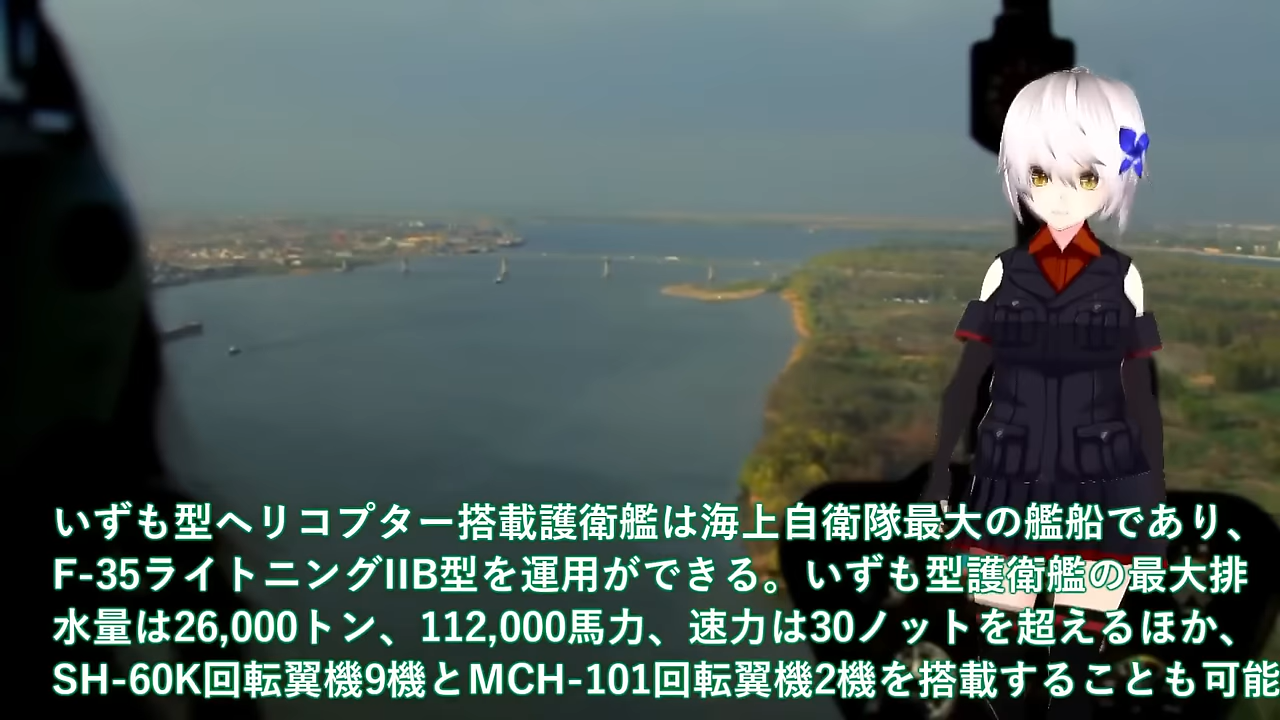 いずも型ヘリコプター搭載護衛艦は海上自衛隊最大の艦船であり、
F-35ライトニングIIB型を運用ができる。いずも型護衛艦の最大排
水量は26,000トン、112,000馬力、速力は30ノットを超えるほか、
SH-60K回転翼機9機とMCH-101回転翼機2機を搭載することも可能